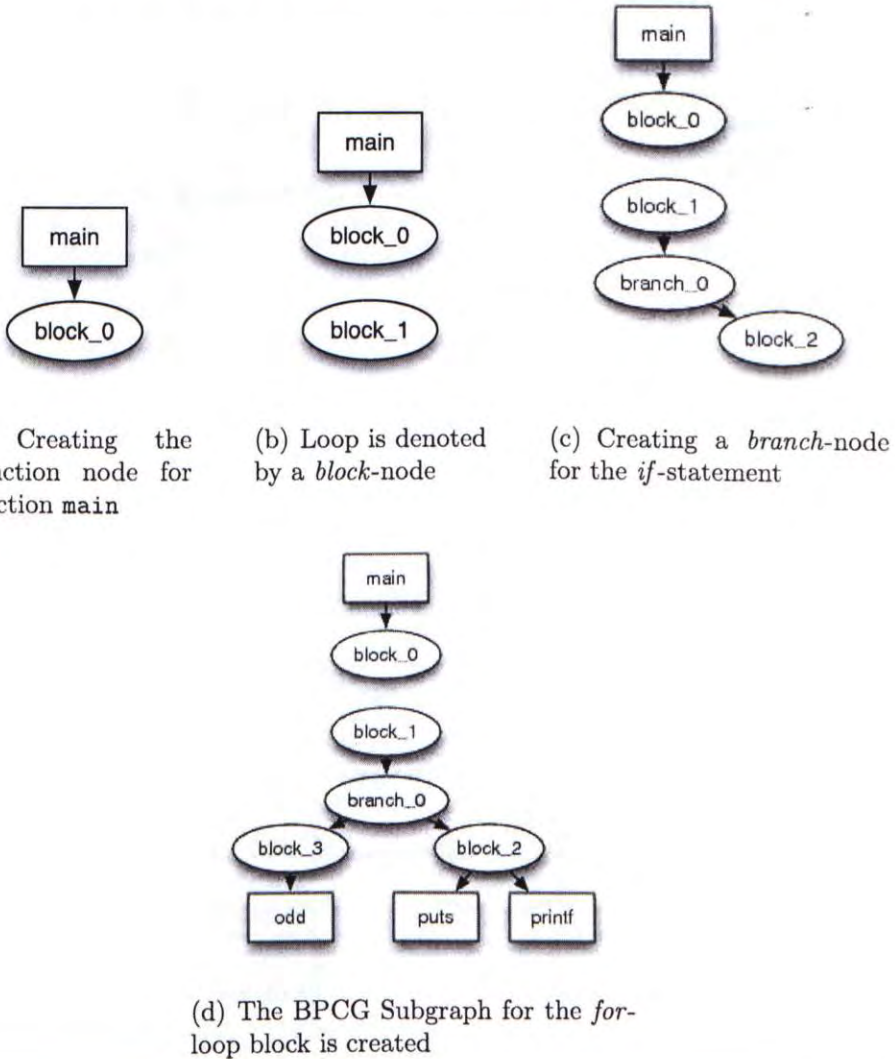 main
block_0
main
block_0
block_1
main
block_0
block_1
branch_0
block_2
Creating the
nction node for
ction main
(b) Loop is denoted
by a block-node
(c) Creating a branch-node
for the if-statement
main
block_0
block_1
branch_0
block_3
block_2
odd
puts
printf
(d) The BPCG Subgraph for the for-
loop block is created